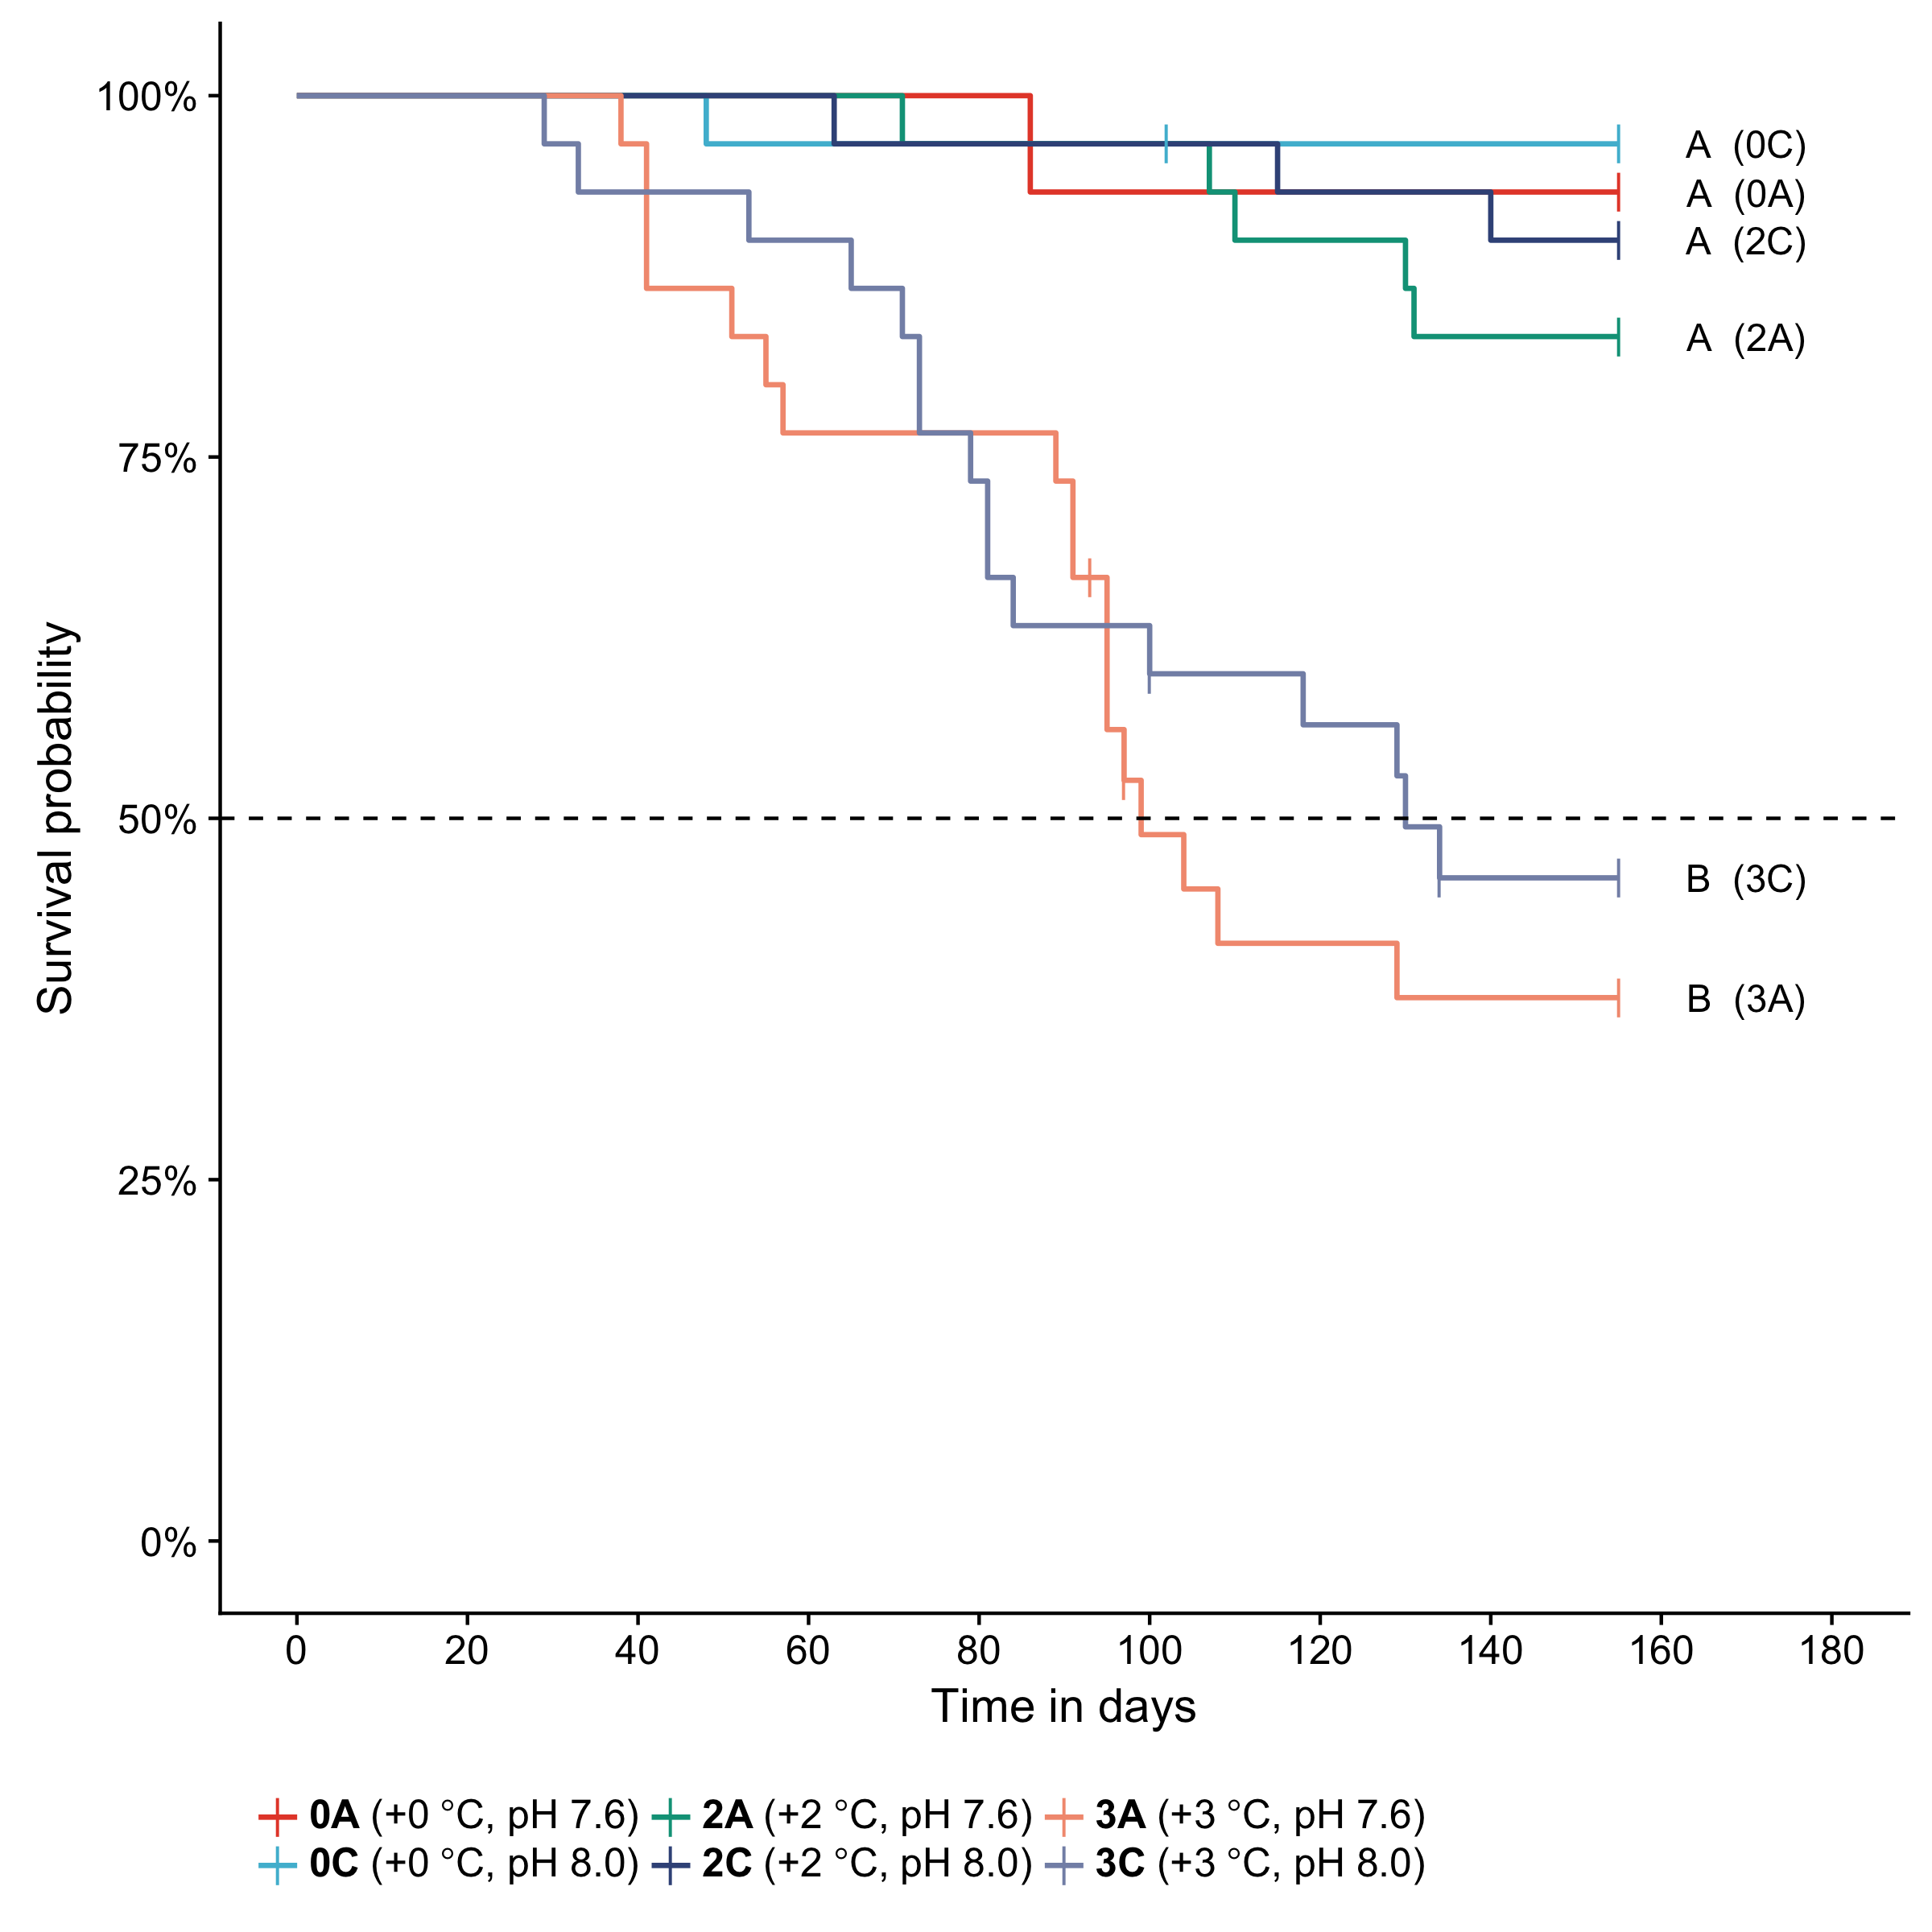 100%
A (0C)
A (0A)
A (2C)
A (2A)
75%
Survival probability
50%
B (3C)
B (3A)
25%
0%
0 20 40 60 80 100 120 140 160 180
Time in days
0A (+0 °C, pH 7.6) 2A (+2 °C, pH 7.6) 3A (+3 °C, pH 7.6)
0C (+0 °C, pH 8.0) 2C (+2 °C, pH 8.0) 3C (+3 °C, pH 8.0)